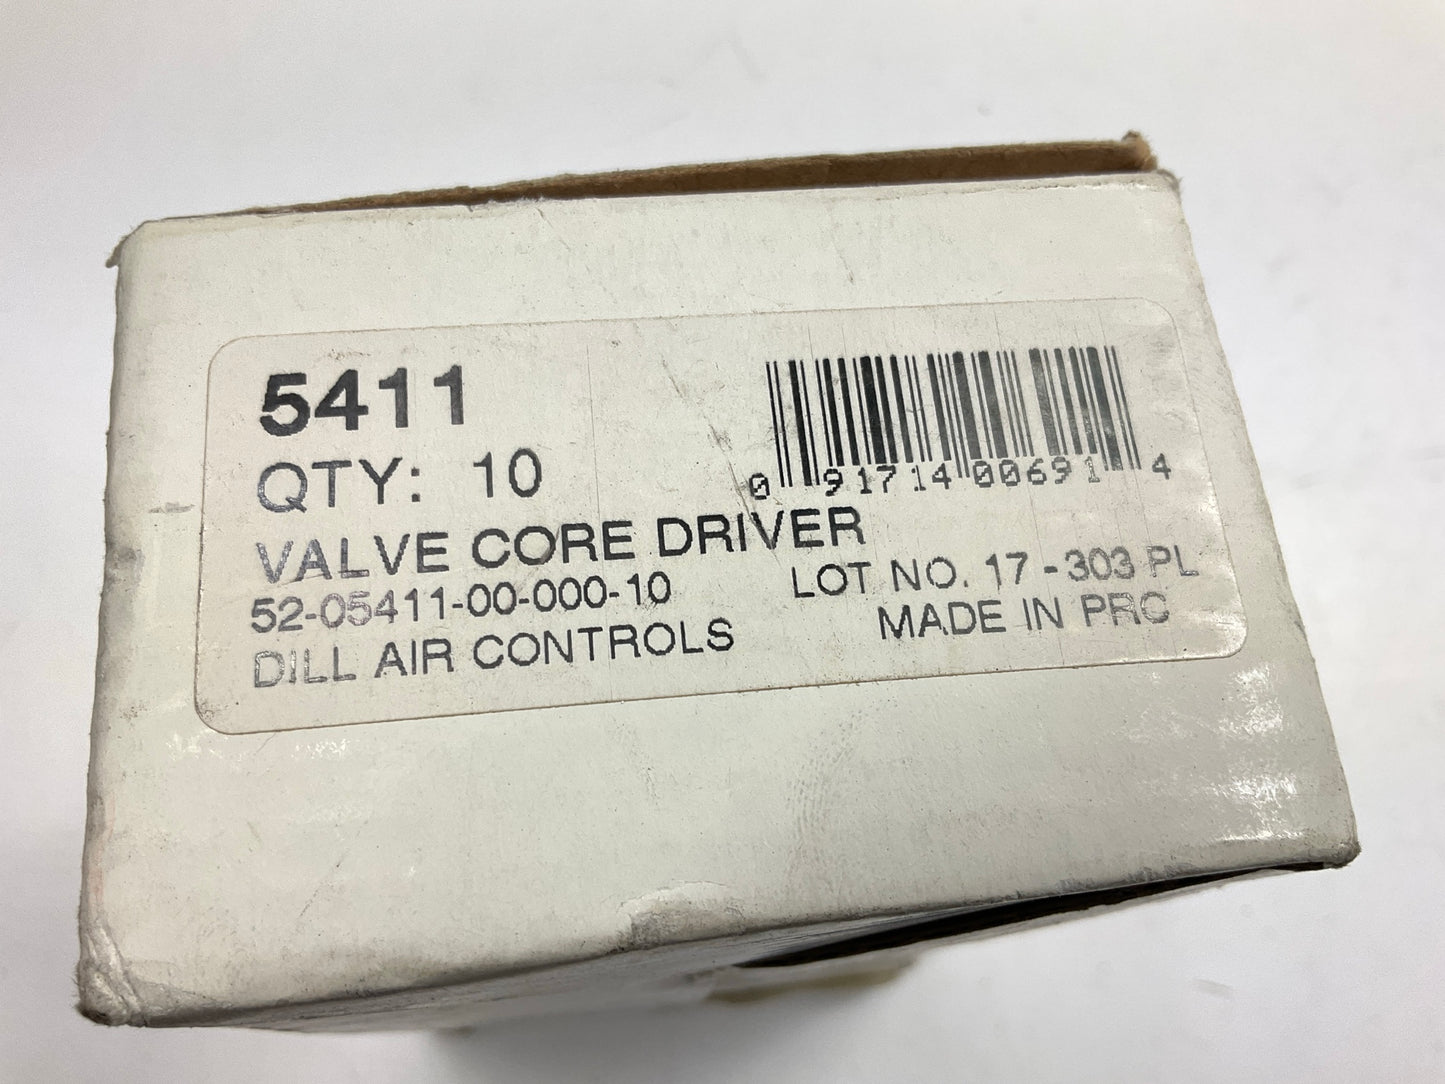 5411
QTY: 10
0 91714 00691 4
VALVE CORE DRIVER
52-05411-00-000-10
LOT NO. 17-303 PL
DILL AIR CONTROLS
MADE IN PRC